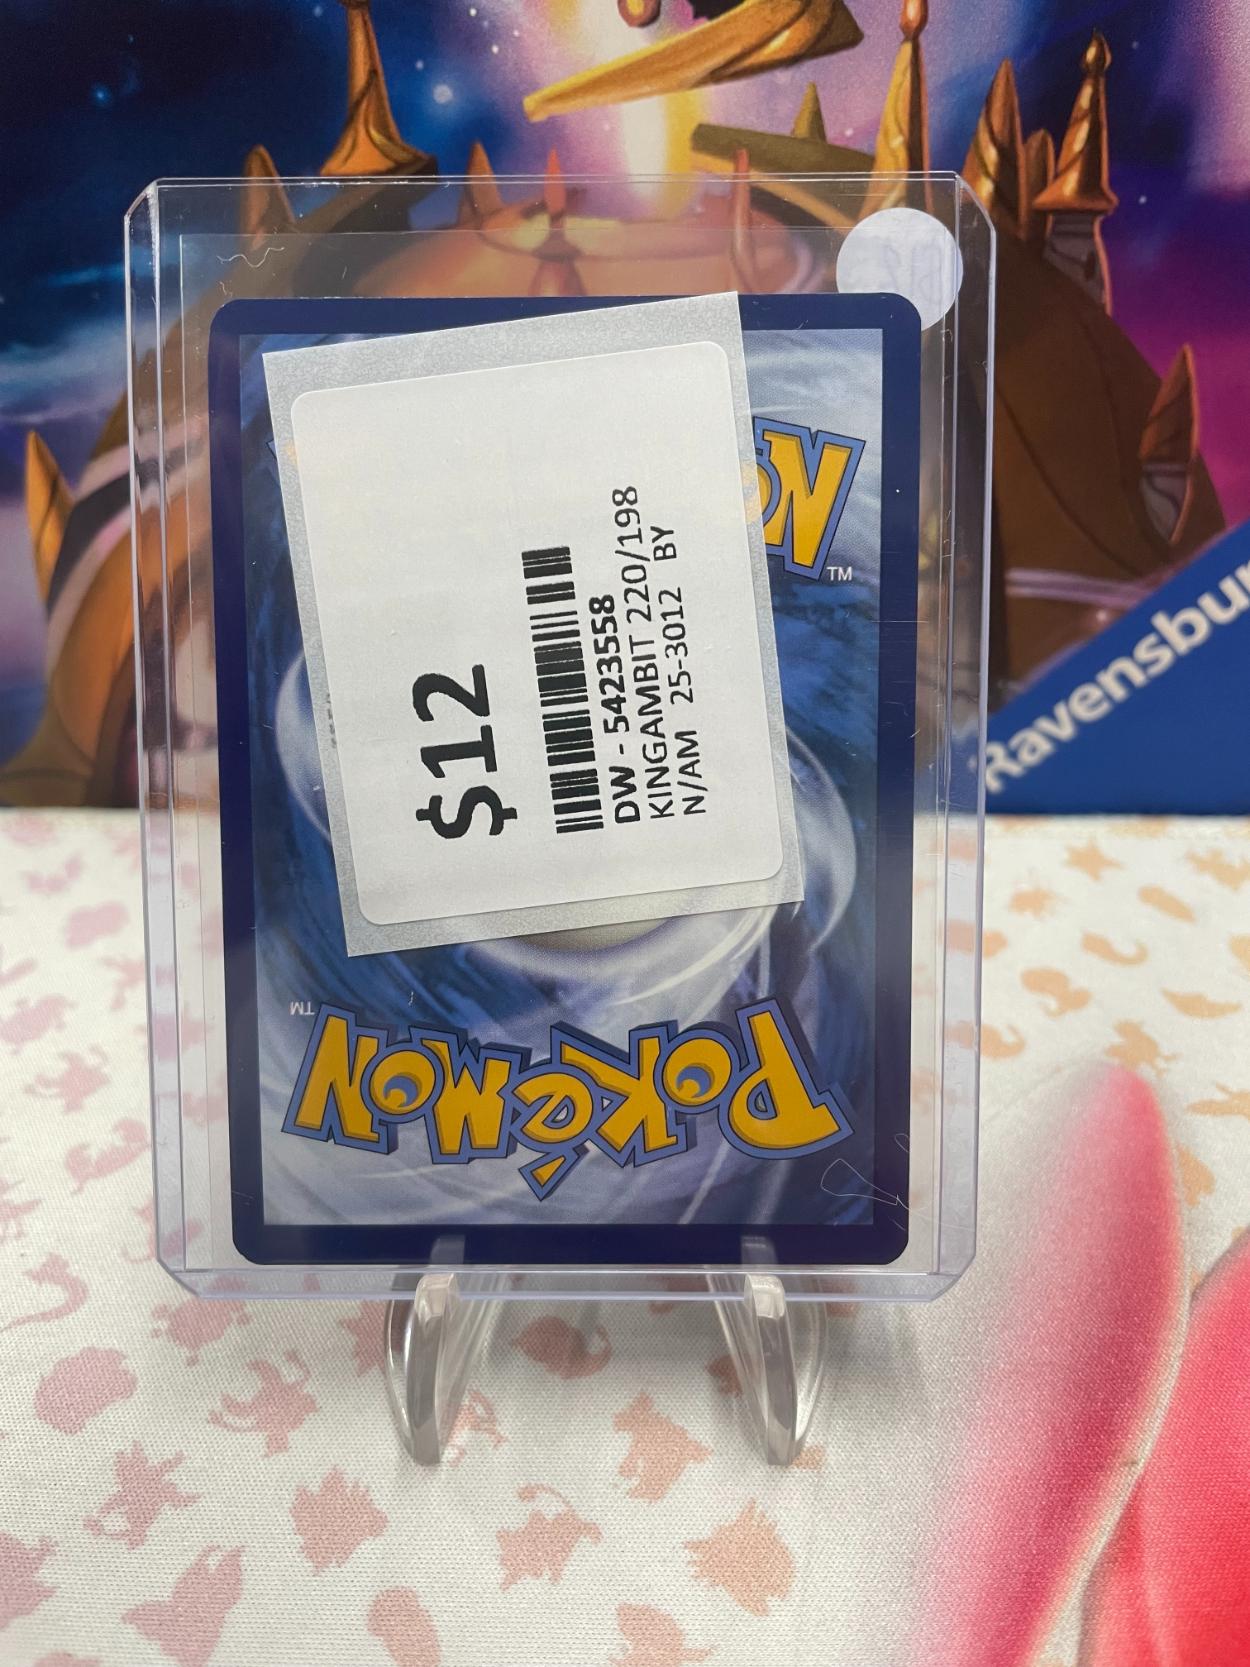 $12
DW - 5423558
KINGAMBIT 220/198
N/AM 25-3012 BY
TM
Pokémon
TM
Ravensbur